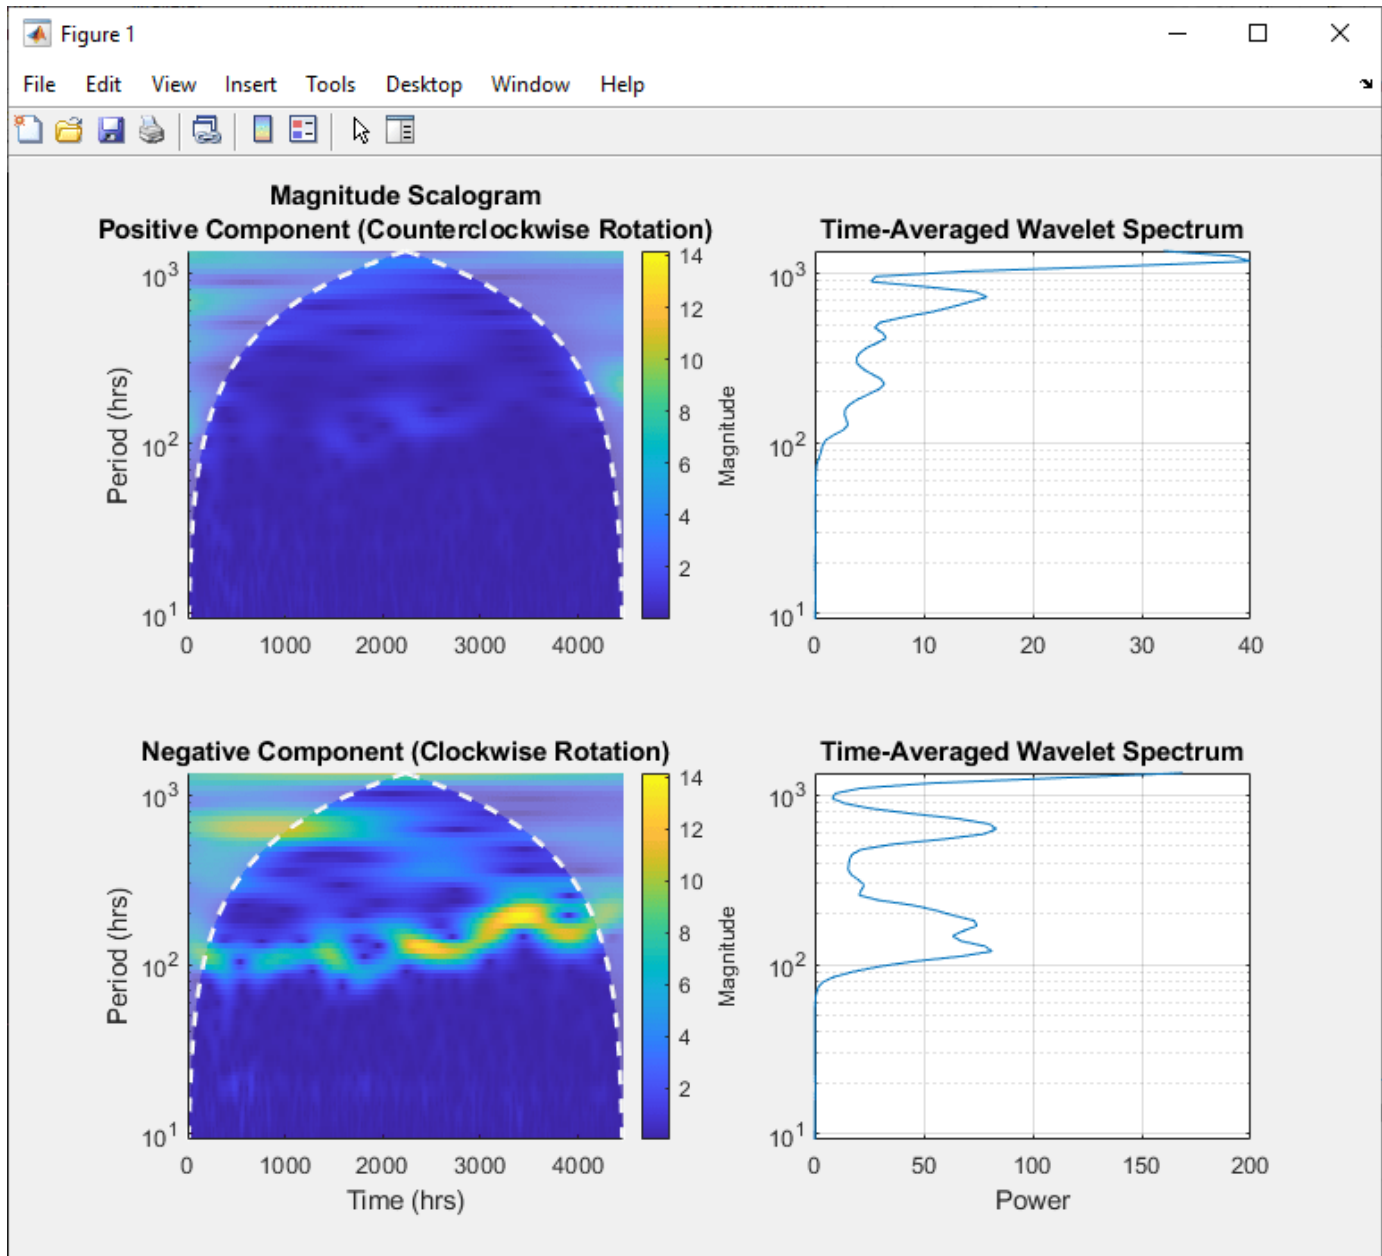 Figure 1
File Edit View Insert Tools Desktop Window Help
Magnitude Scalogram
Positive Component (Counterclockwise Rotation)
Period (hrs)
10^3
10^2
10^1
0 1000 2000 3000 4000
14
12
10
8
6
4
2
Magnitude
Time-Averaged Wavelet Spectrum
10^3
10^2
10^1
0 10 20 30 40
Negative Component (Clockwise Rotation)
Period (hrs)
10^3
10^2
10^1
0 1000 2000 3000 4000
Time (hrs)
14
12
10
8
6
4
2
Magnitude
Time-Averaged Wavelet Spectrum
10^3
10^2
10^1
0 50 100 150 200
Power